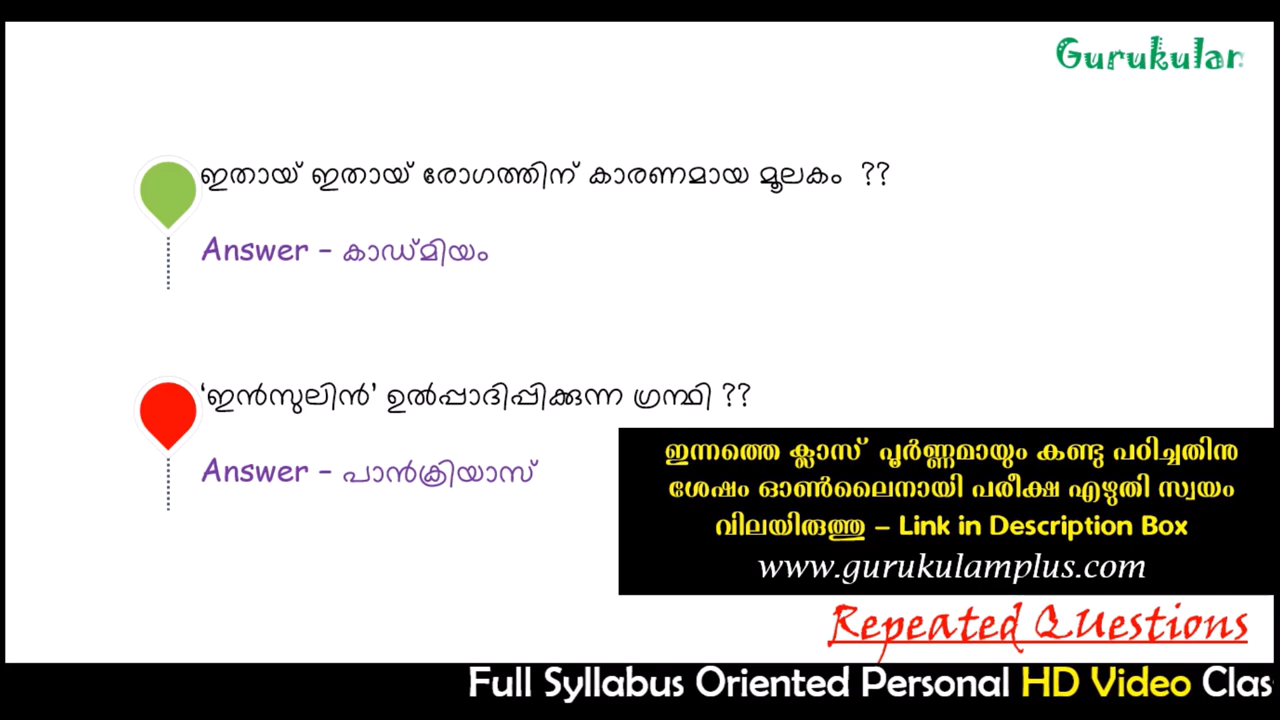 Gurukulam
ഇതായ് ഇതായ് രോഗത്തിന് കാരണമായ മൂലകം ??
Answer – കാഡ്മിയം
‘ഇൻസുലിൻ’ ഉൽപ്പാദിപ്പിക്കുന്ന ഗ്രന്ഥി ??
Answer – പാൻക്രിയാസ്
ഇന്നത്തെ ക്ലാസ് പൂർണ്ണമായും കണ്ടു പഠിച്ചതിനു
ശേഷം ഓൺലൈനായി പരീക്ഷ എഴുതി സ്വയം
വിലയിരുത്തു – Link in Description Box
www.gurukulamplus.com
Repeated QUestions
Full Syllabus Oriented Personal HD Video Clas